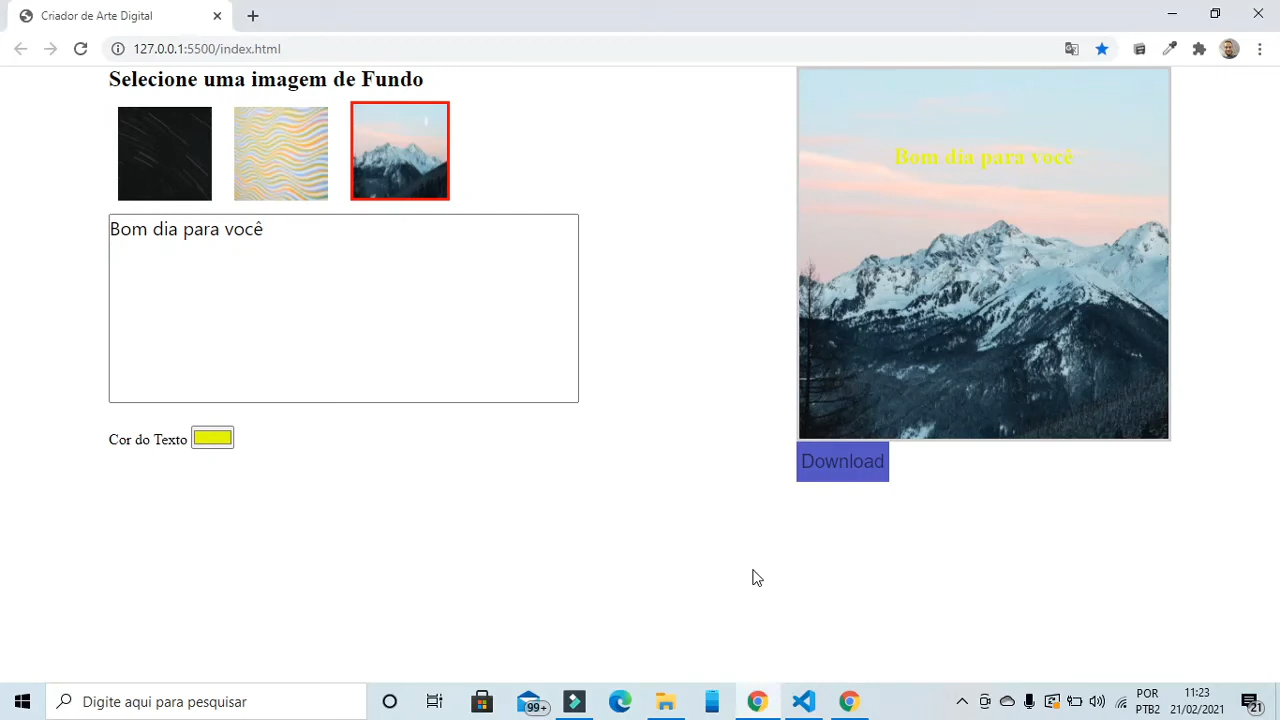 Criador de Arte Digital
127.0.0.1:5500/index.html
Selecione uma imagem de Fundo
Bom dia para você
Bom dia para você
Cor do Texto
Download
Digite aqui para pesquisar
99+
POR
PTB2
11:23
21/02/2021
21